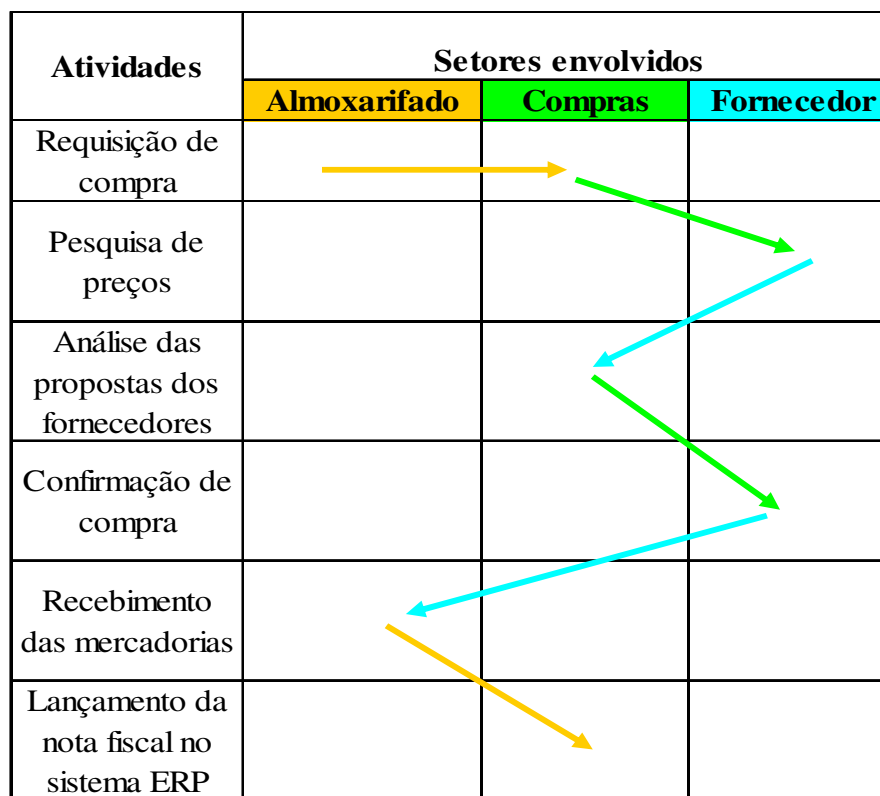 Atividades
Setores envolvidos
Almoxarifado
Compras
Fornecedor
Requisição de
compra
Pesquisa de
preços
Análise das
propostas dos
fornecedores
Confirmação de
compra
Recebimento
das mercadorias
Lançamento da
nota fiscal no
sistema ERP